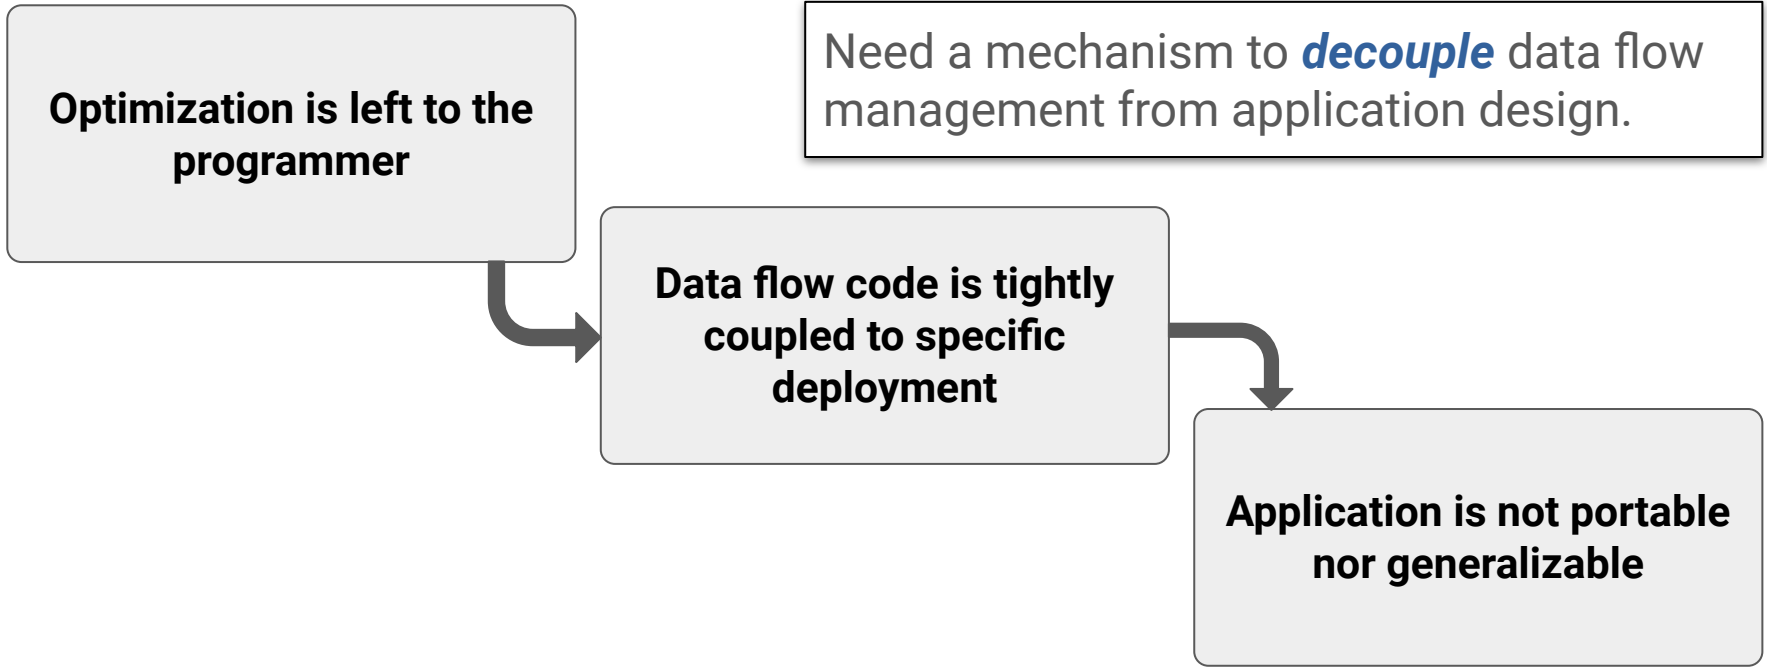 Optimization is left to the
programmer
Need a mechanism to decouple data flow
management from application design.
Data flow code is tightly
coupled to specific
deployment
Application is not portable
nor generalizable